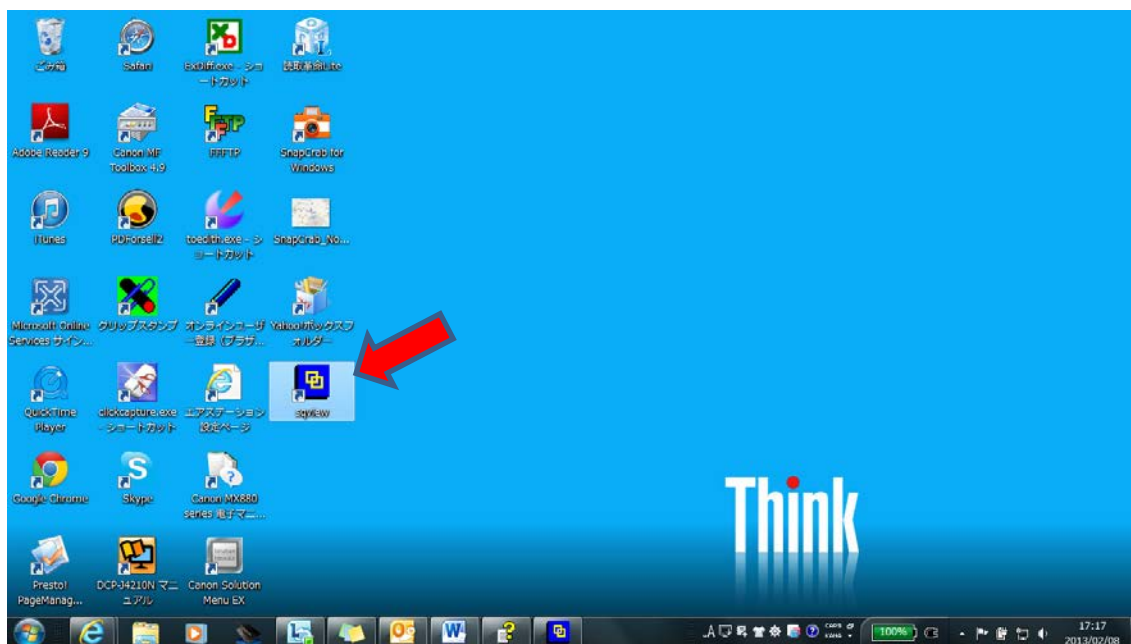 ごみ箱
Safari
ExDiff.exe - ショ
ートカット
読取革命Lite
Adobe Reader 9
Canon MF
Toolbox 4.9
FFFTP
SnapCrab for
Windows
iTunes
PDForsell2
toedith.exe - シ
ョートカット
SnapCrab_No...
Microsoft Online
Services サイン...
クリップスタンプ
オンラインユーザ
ー登録 (ブラザ...
Yahoo!ボックスフ
ォルダー
QuickTime
Player
clickcapture.exe
- ショートカット
エアステーション
設定ページ
sqview
Google Chrome
Skype
Canon MX880
series 電子マニ...
Think
Presto!
PageManag...
DCP-J4210N マニ
ュアル
Canon Solution
Menu EX
A
CAPS
KANA
100%
17:17
2013/02/08